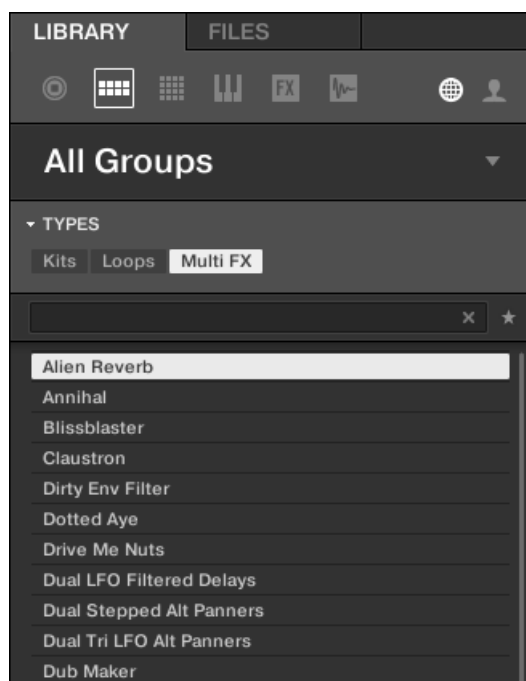 LIBRARY FILES
FX
All Groups
TYPES
Kits Loops Multi FX
Alien Reverb
Annihal
Blissblaster
Claustron
Dirty Env Filter
Dotted Aye
Drive Me Nuts
Dual LFO Filtered Delays
Dual Stepped Alt Panners
Dual Tri LFO Alt Panners
Dub Maker